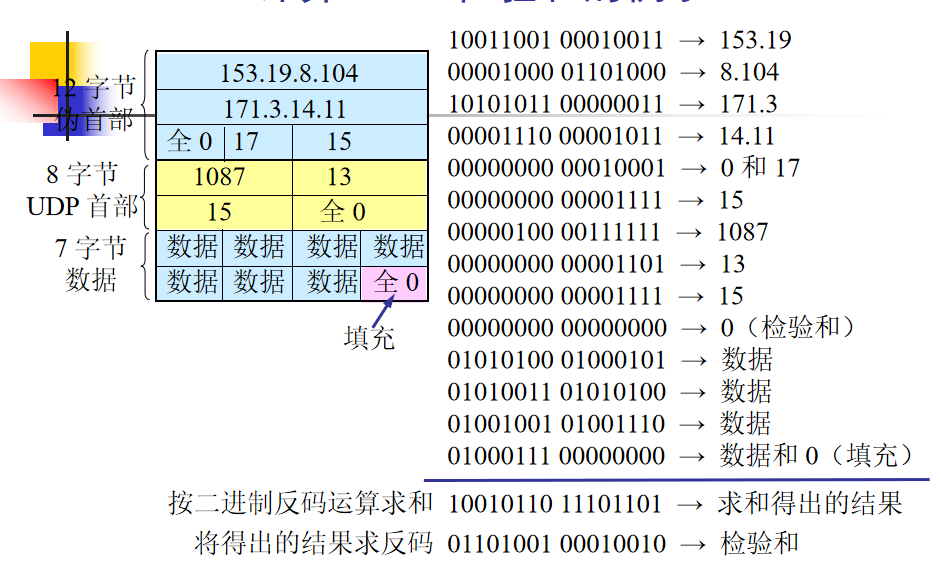 12 字节
伪首部
153.19.8.104
171.3.14.11
全 0 17 15
8 字节
UDP 首部
1087 13
15 全 0
7 字节
数据
数据 数据 数据 数据
数据 数据 数据 全 0
填充
10011001 00010011 → 153.19
00001000 01101000 → 8.104
10101011 00000011 → 171.3
00001110 00001011 → 14.11
00000000 00010001 → 0 和 17
00000000 00001111 → 15
00000100 00111111 → 1087
00000000 00001101 → 13
00000000 00001111 → 15
00000000 00000000 → 0（检验和）
01010100 01000101 → 数据
01010011 01010100 → 数据
01001001 01001110 → 数据
01000111 00000000 → 数据和 0（填充）
按二进制反码运算求和 10010110 11101101 → 求和得出的结果
将得出的结果求反码 01101001 00010010 → 检验和